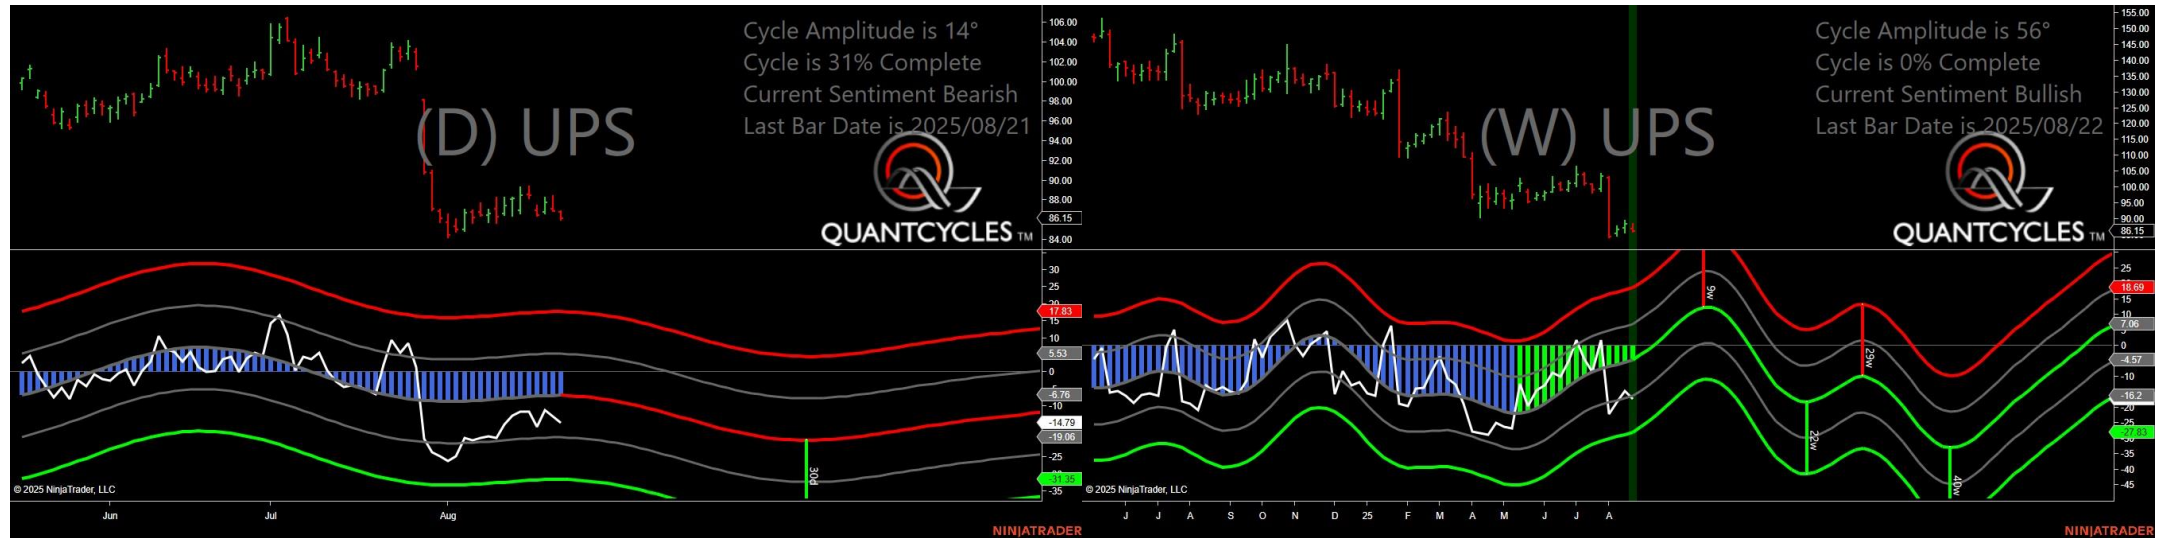 Cycle Amplitude is 14°
Cycle is 31% Complete
Current Sentiment Bearish
Last Bar Date is 2025/08/21
(D) UPS
QUANTCYCLES TM
106.00
104.00
102.00
100.00
98.00
96.00
94.00
92.00
90.00
88.00
86.15
84.00
30
25
20
17.83
15
10
5.53
0
-6.76
-10
-14.79
-19.06
-25
-31.35
-35
30d
© 2025 NinjaTrader, LLC
Jun
Jul
Aug
NINJATRADER
Cycle Amplitude is 56°
Cycle is 0% Complete
Current Sentiment Bullish
Last Bar Date is 2025/08/22
(W) UPS
QUANTCYCLES TM
155.00
150.00
145.00
140.00
135.00
130.00
125.00
120.00
115.00
110.00
105.00
100.00
95.00
90.00
86.15
25
18.69
15
10
7.06
0
-4.57
-10
-16.2
-20
-27.83
-35
-40
-45
9w
22w
29w
40w
© 2025 NinjaTrader, LLC
J J A S O N D 25 F M A M J J A
NINJATRADER